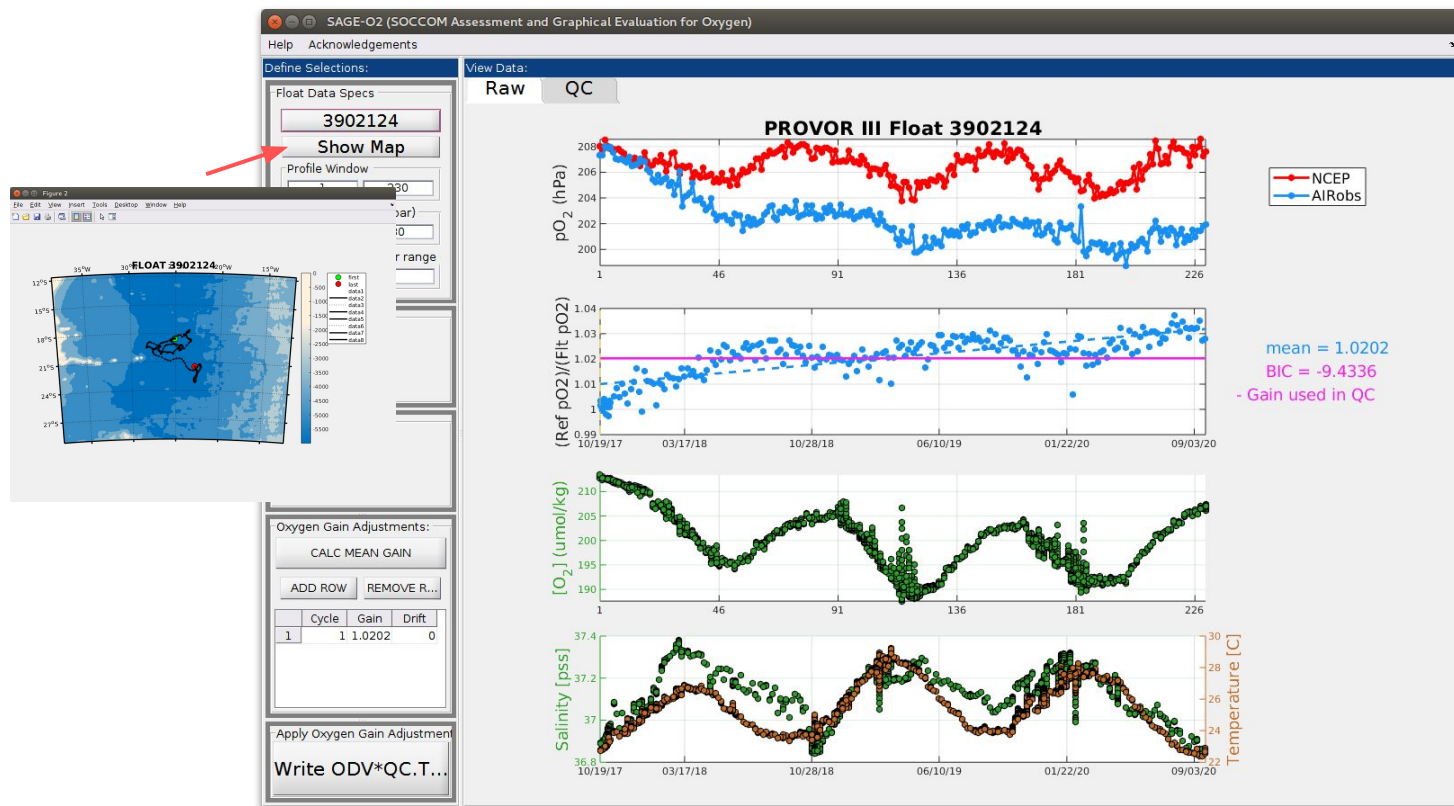 SAGE-O2 (SOCCOM Assessment and Graphical Evaluation for Oxygen)
Help Acknowledgements
Define Selections:
Float Data Specs
3902124
Show Map
Profile Window
230
bar)
30
r range
Figure 2
File Edit View Insert Tools Desktop Window Help
FLOAT 3902124
35°W 30° 20°W 15°W
12°S
15°S
18°S
21°S
24°S
27°S
0
-500
-1000
-1500
-2000
-2500
-3000
-3500
-4000
-4500
-5000
-5500
first
last
data1
data2
data3
data4
data5
data6
data7
data8
Oxygen Gain Adjustments:
CALC MEAN GAIN
ADD ROW REMOVE R...
Cycle Gain Drift
1 1 1.0202 0
Apply Oxygen Gain Adjustment
Write ODV*QC.T...
View Data:
Raw QC
PROVOR III Float 3902124
pO2 (hPa)
208
206
204
202
200
1 46 91 136 181 226
NCEP
AIRobs
(Ref pO2)/(Flt pO2)
1.04
1.03
1.02
1.01
1
0.99
10/19/17 03/17/18 10/28/18 06/10/19 01/22/20 09/03/20
mean = 1.0202
BIC = -9.4336
- Gain used in QC
[O2] (umol/kg)
210
205
200
195
190
1 46 91 136 181 226
Salinity [pss]
37.4
37.2
37
36.8
10/19/17 03/17/18 10/28/18 06/10/19 01/22/20 09/03/20
30
28
26
24
22
Temperature [C]